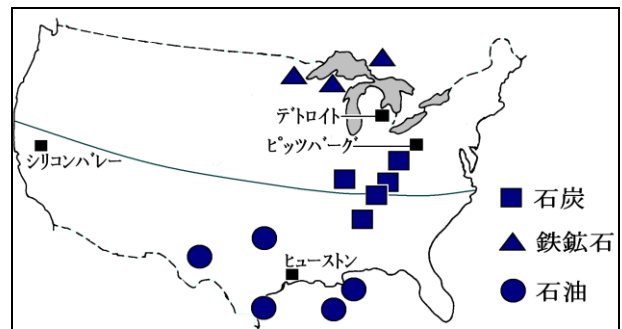 デトロイト
ピッツバーグ
シリコンバレー
ヒューストン
石炭
鉄鉱石
石油